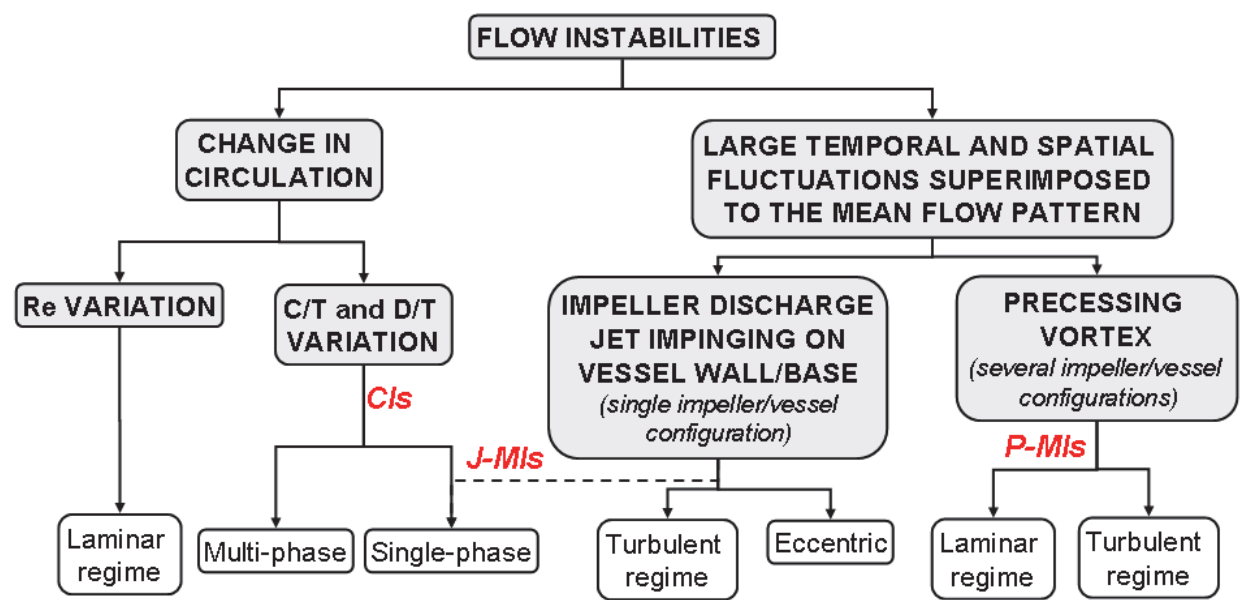 FLOW INSTABILITIES
CHANGE IN
CIRCULATION
LARGE TEMPORAL AND SPATIAL
FLUCTUATIONS SUPERIMPOSED
TO THE MEAN FLOW PATTERN
Re VARIATION
C/T and D/T
VARIATION
IMPELLER DISCHARGE
JET IMPINGING ON
VESSEL WALL/BASE
(single impeller/vessel
configuration)
PRECESSING
VORTEX
(several impeller/vessel
configurations)
CIs
J-MIs
P-MIs
Laminar
regime
Multi-phase
Single-phase
Turbulent
regime
Eccentric
Laminar
regime
Turbulent
regime